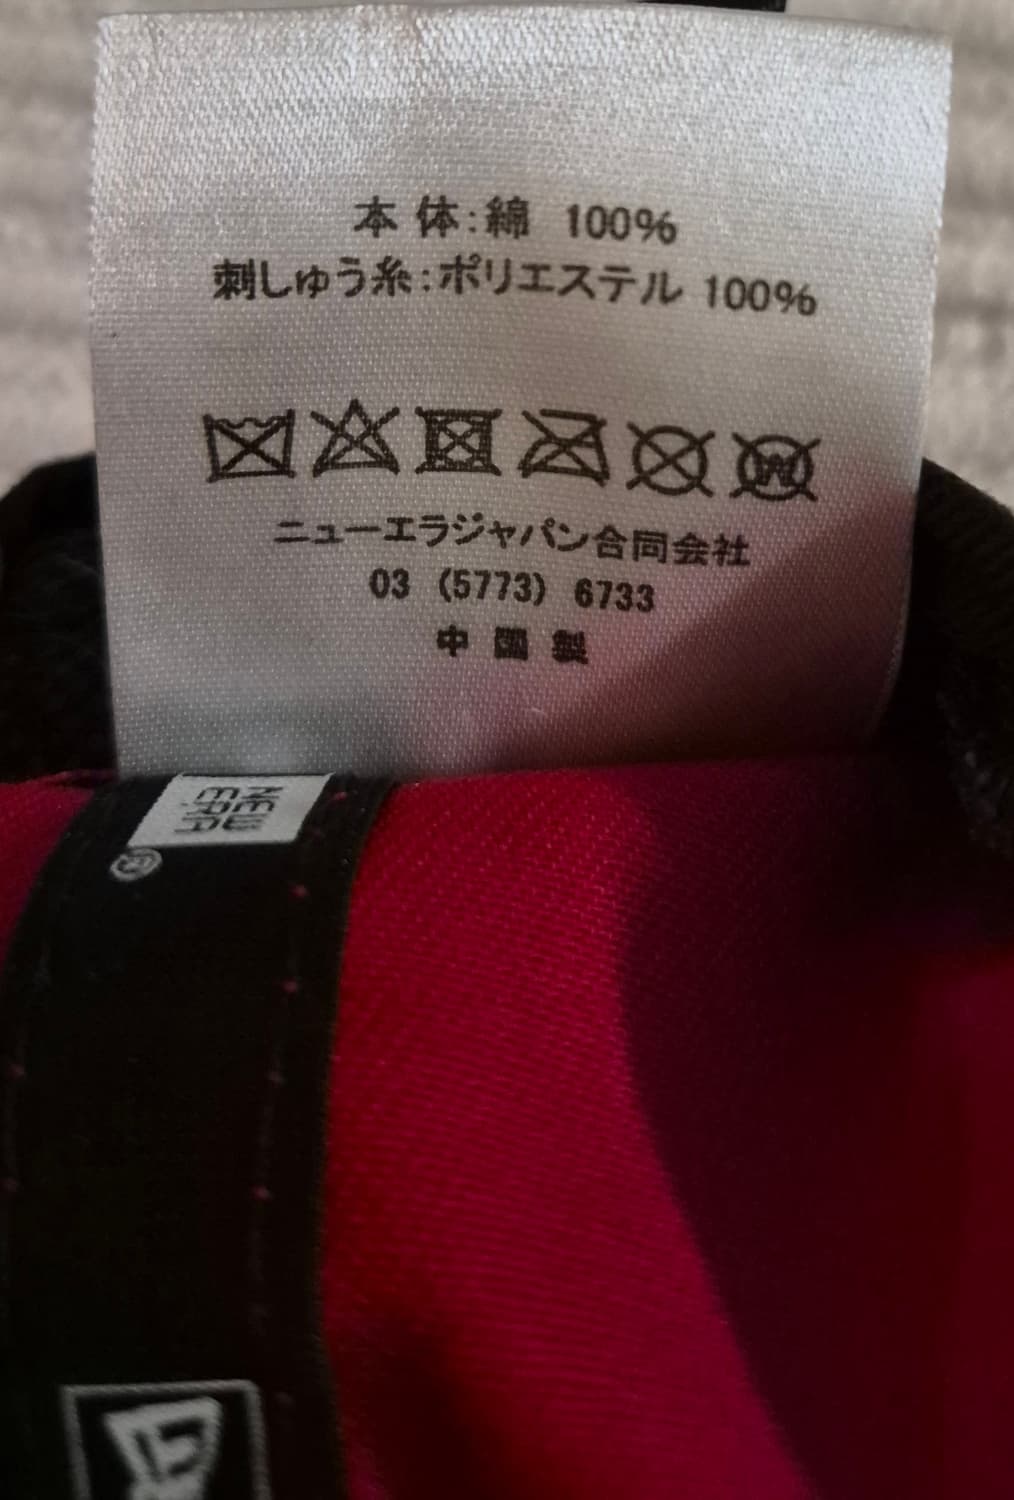 本体:綿 100%
刺しゅう糸:ポリエステル 100%
W
ニューエラジャパン合同会社
03 (5773) 6733
中国製
NEW
ERA
®